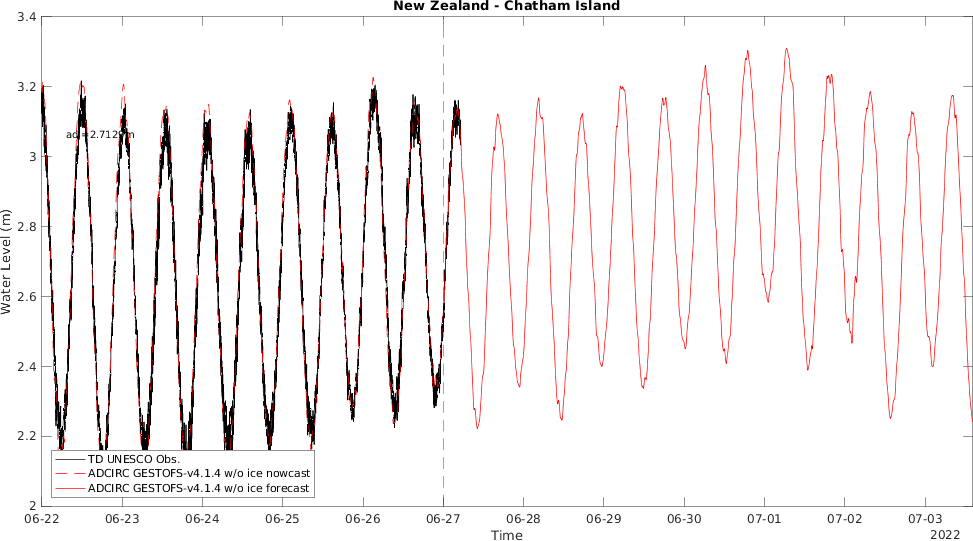 New Zealand - Chatham Island
3.4
3.2
3
2.8
2.6
2.4
2.2
2
Water Level (m)
TD UNESCO Obs.
ADCIRC GESTOFS-v4.1.4 w/o ice nowcast
ADCIRC GESTOFS-v4.1.4 w/o ice forecast
06-22 06-23 06-24 06-25 06-26 06-27 06-28 06-29 06-30 07-01 07-02 07-03
Time
2022